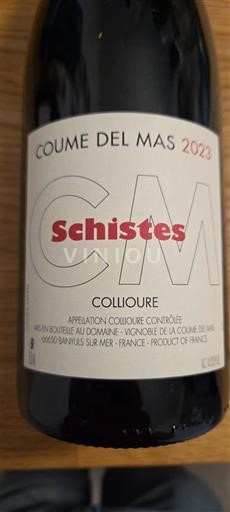 COUME DEL MAS 2023
CM
Schistes
VINIOU
COLLIOURE
APPELLATION COLLIOURE CONTRÔLÉE
MIS EN BOUTEILLE AU DOMAINE - VIGNOBLE DE LA COUME DEL MAS
66650 BANYULS SUR MER - FRANCE - PRODUCT OF FRANCE